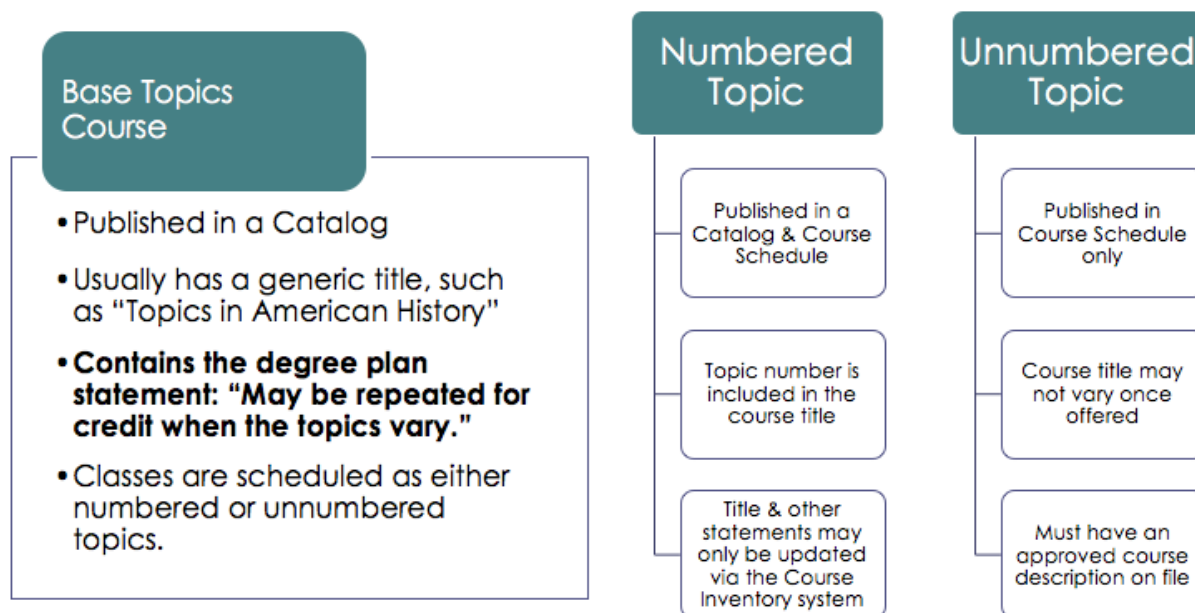 Base Topics
Course
• Published in a Catalog
• Usually has a generic title, such
as “Topics in American History”
• Contains the degree plan
statement: “May be repeated for
credit when the topics vary.”
• Classes are scheduled as either
numbered or unnumbered
topics.
Numbered
Topic
Published in a
Catalog & Course
Schedule
Topic number is
included in the
course title
Title & other
statements may
only be updated
via the Course
Inventory system
Unnumbered
Topic
Published in
Course Schedule
only
Course title may
not vary once
offered
Must have an
approved course
description on file